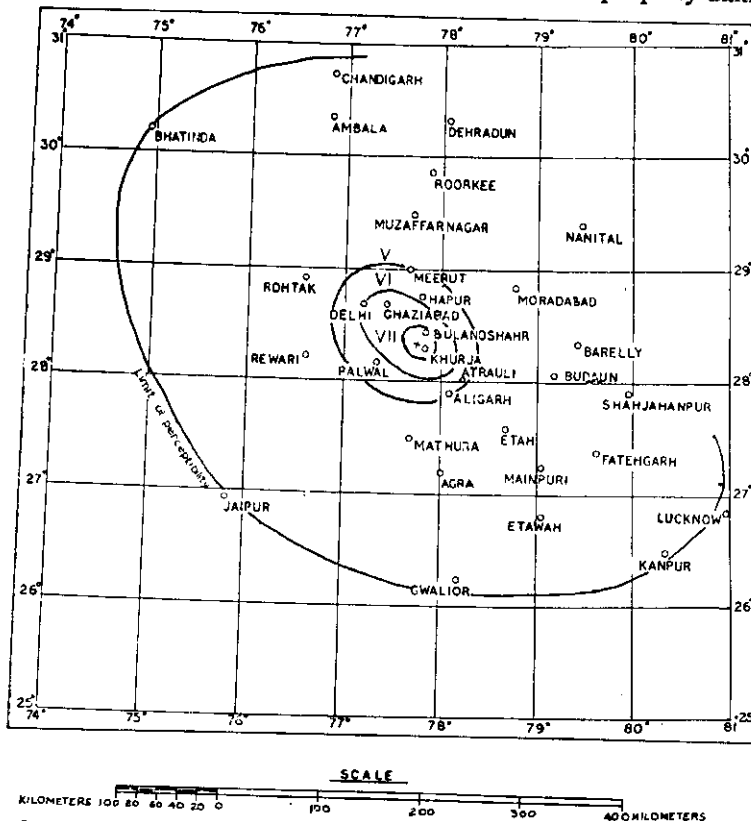 74° 75° 76° 77° 78° 79° 80° 81°
31° 31°
CHANDIGARH
AMBALA
DEHRADUN
BHATINDA
30° 30°
ROORKEE
MUZAFFARNAGAR
NANITAL
V
29° MEERUT 29°
ROHTAK VI HAPUR MORADABAD
DELHI GHAZIABAD
VII BULANDSHAHR
REWARI KHURJA BARELLY
28° PALWAL ATRAULI BUDAUN 28°
ALIGARH SHAHJAHANPUR
Limit of perceptibility
MATHURA ETAH FATEHGARH
27° AGRA MAINPURI 27°
JAIPUR
ETAWAH LUCKNOW
KANPUR
26° GWALIOR 26°
25° 25°
74° 75° 76° 77° 78° 79° 80° 81°
SCALE
KILOMETERS 100 80 60 40 20 0 100 200 300 400 KILOMETERS